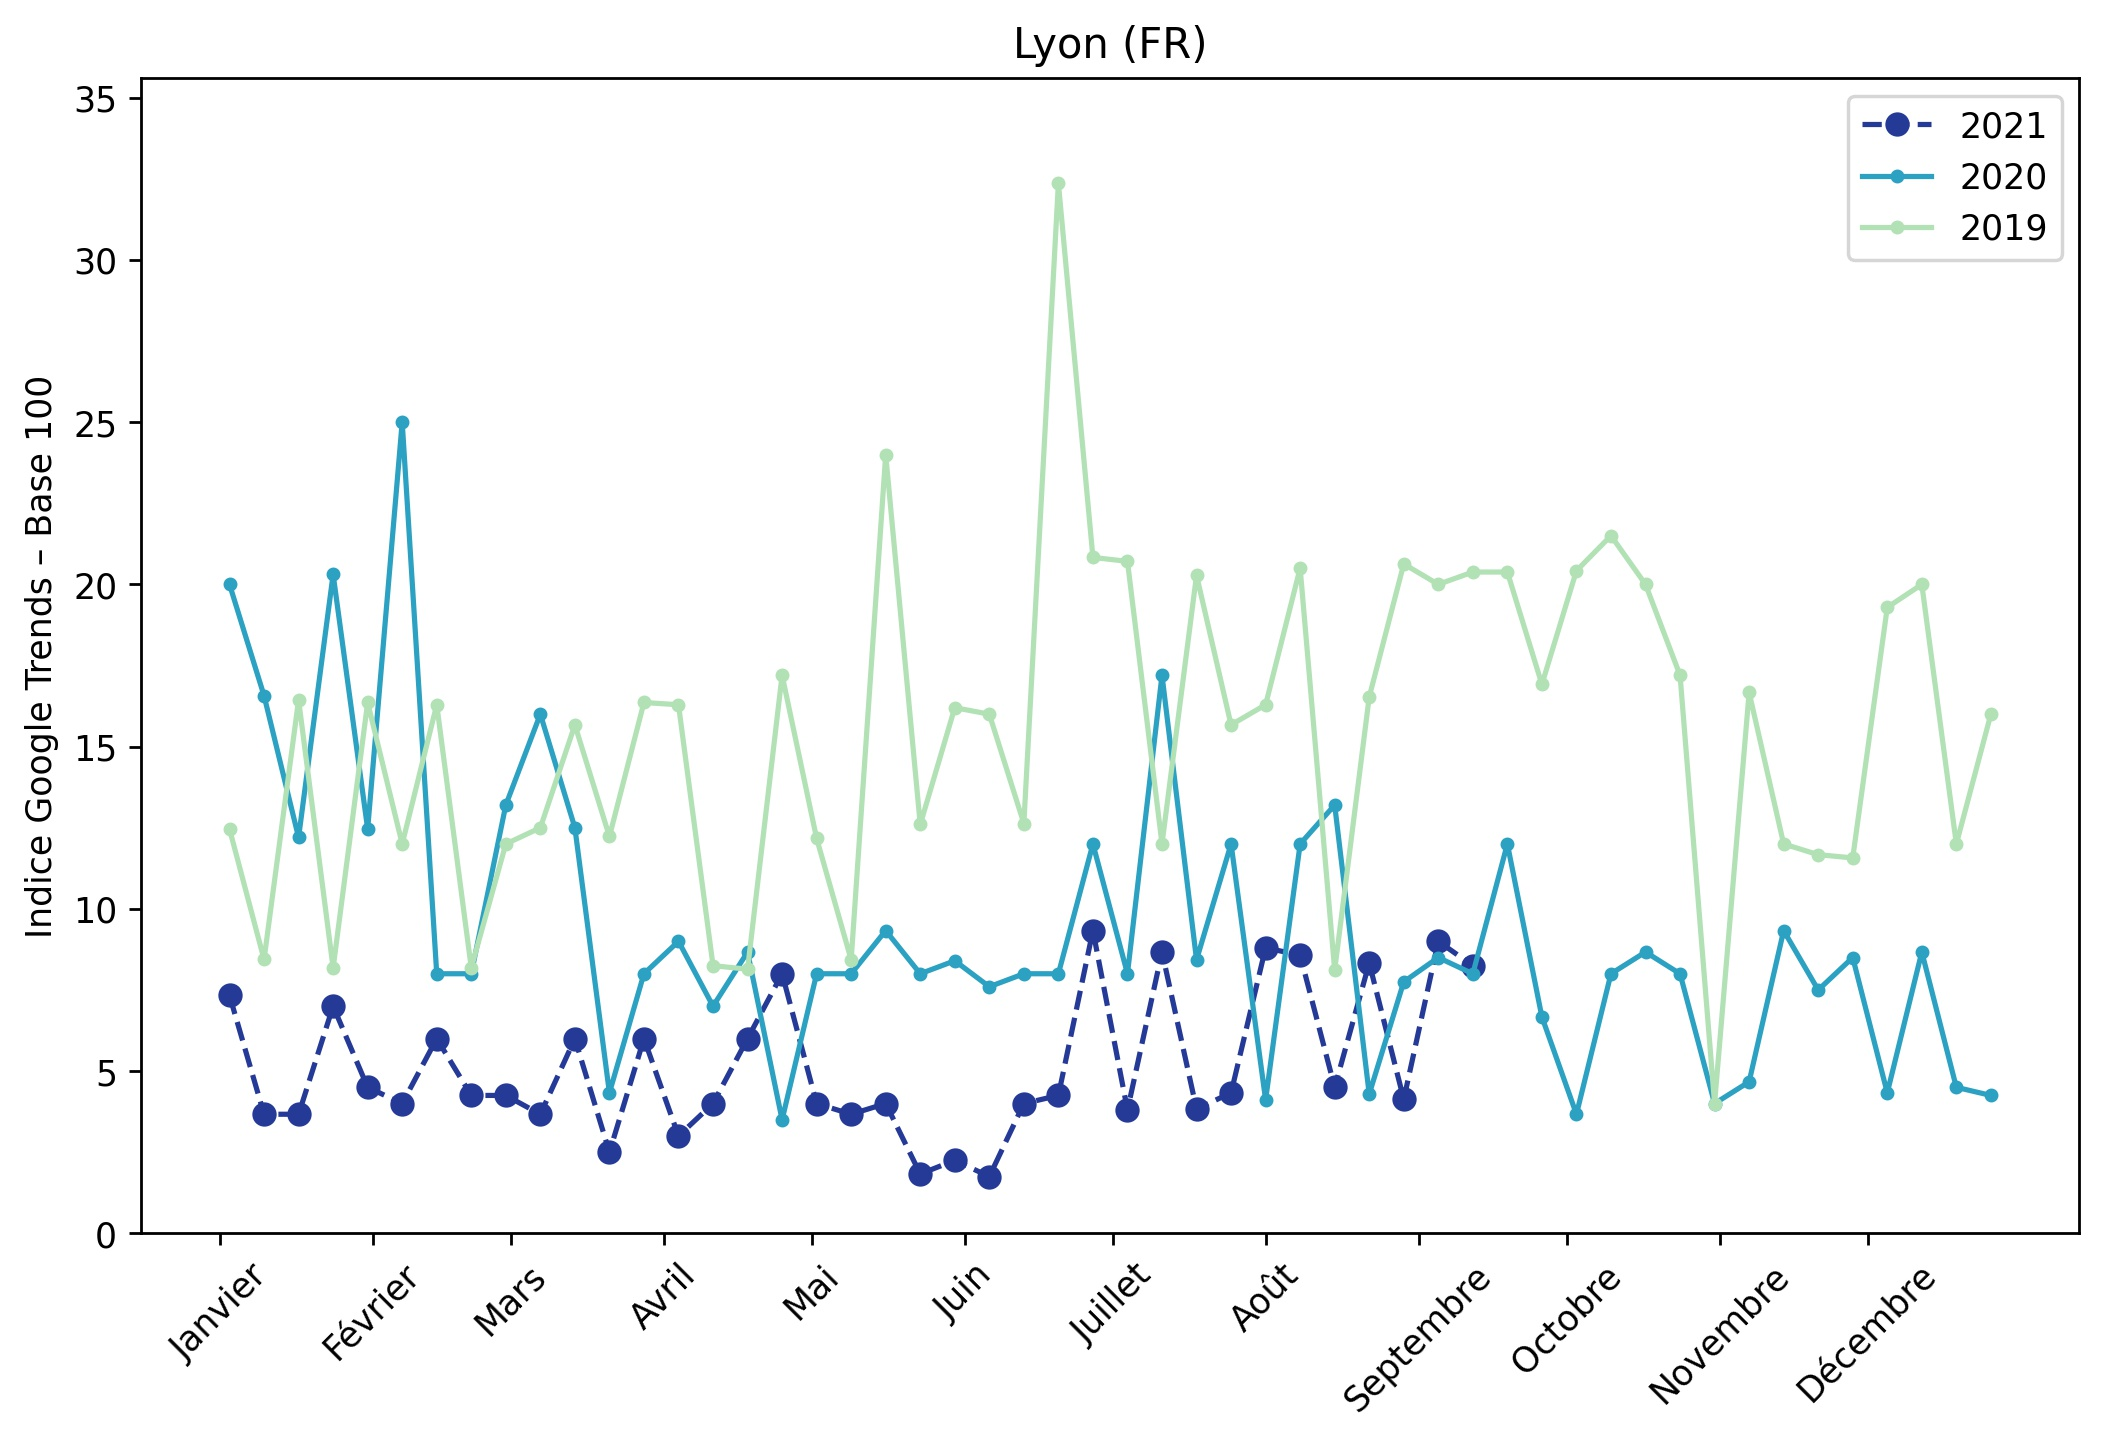 Lyon (FR)
35
30
25
20
15
10
5
0
Indice Google Trends – Base 100
2021
2020
2019
Janvier
Février
Mars
Avril
Mai
Juin
Juillet
Août
Septembre
Octobre
Novembre
Décembre